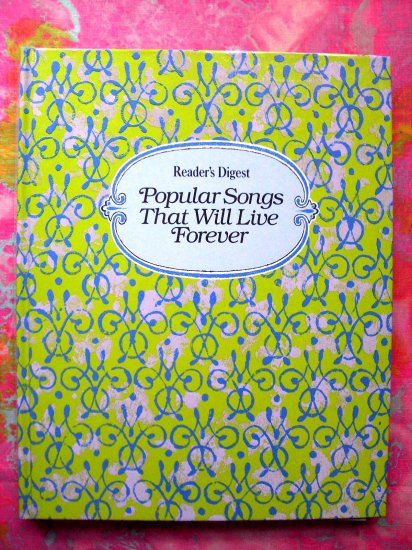 Reader's Digest
Popular Songs
That Will Live
Forever